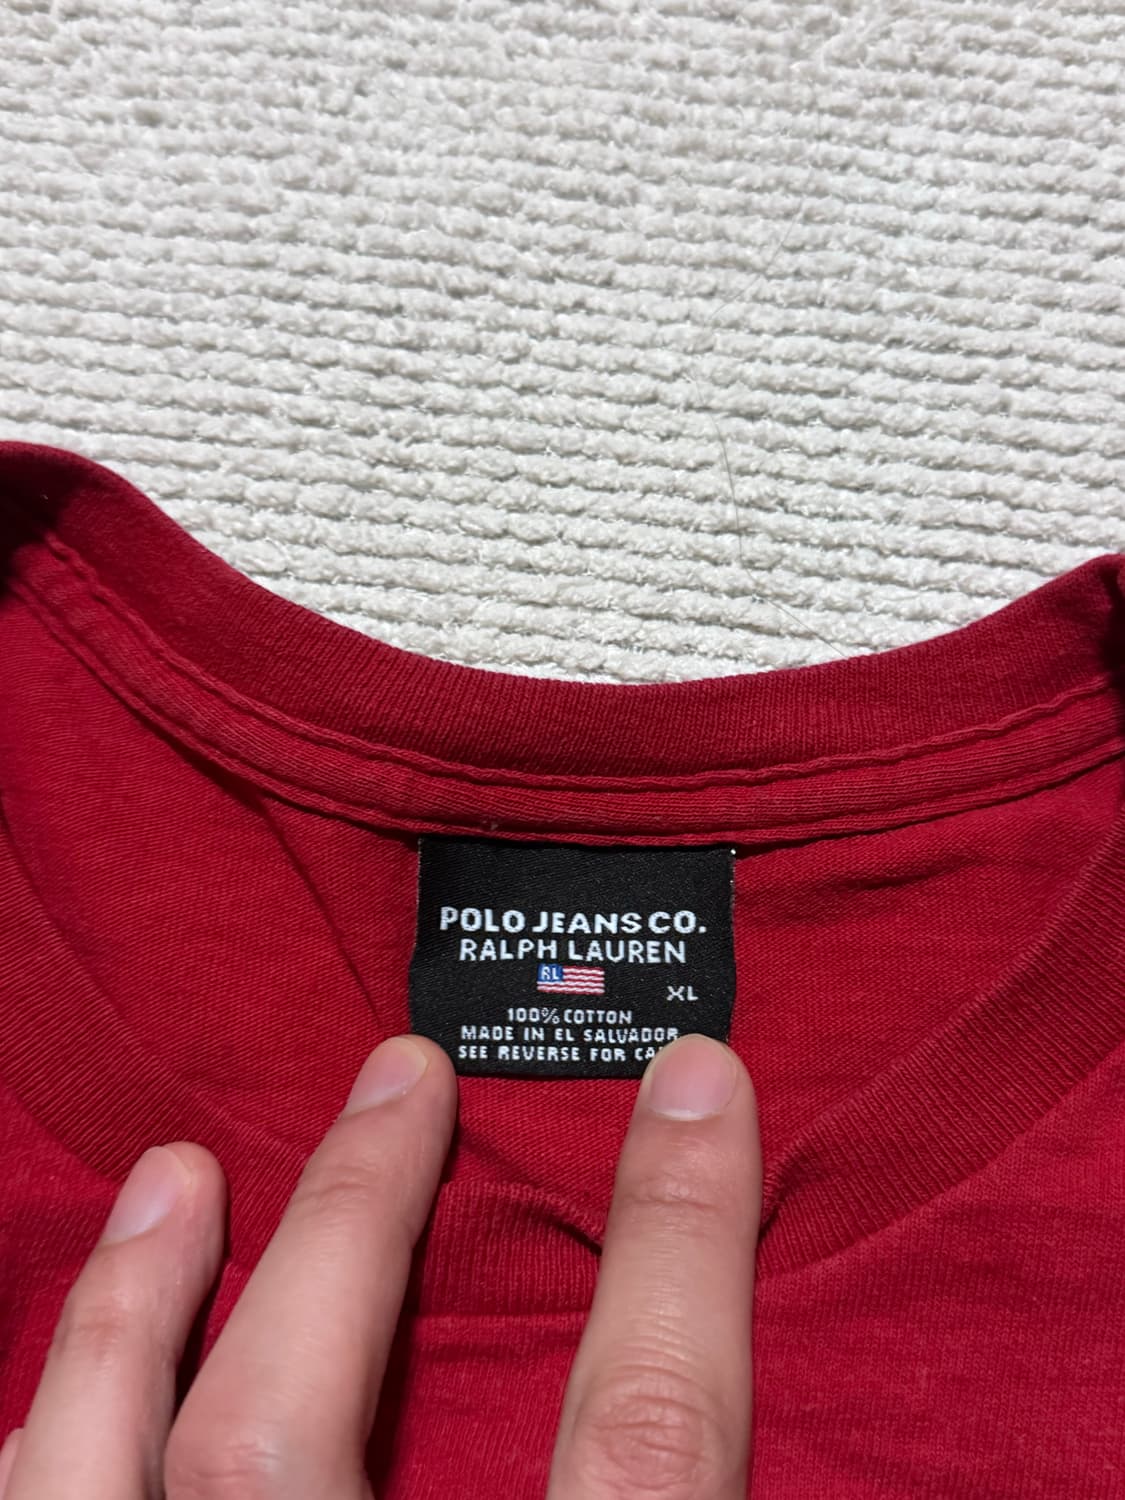 POLO JEANS CO.
RALPH LAUREN
RL
XL
100% COTTON
MADE IN EL SALVADOR
SEE REVERSE FOR